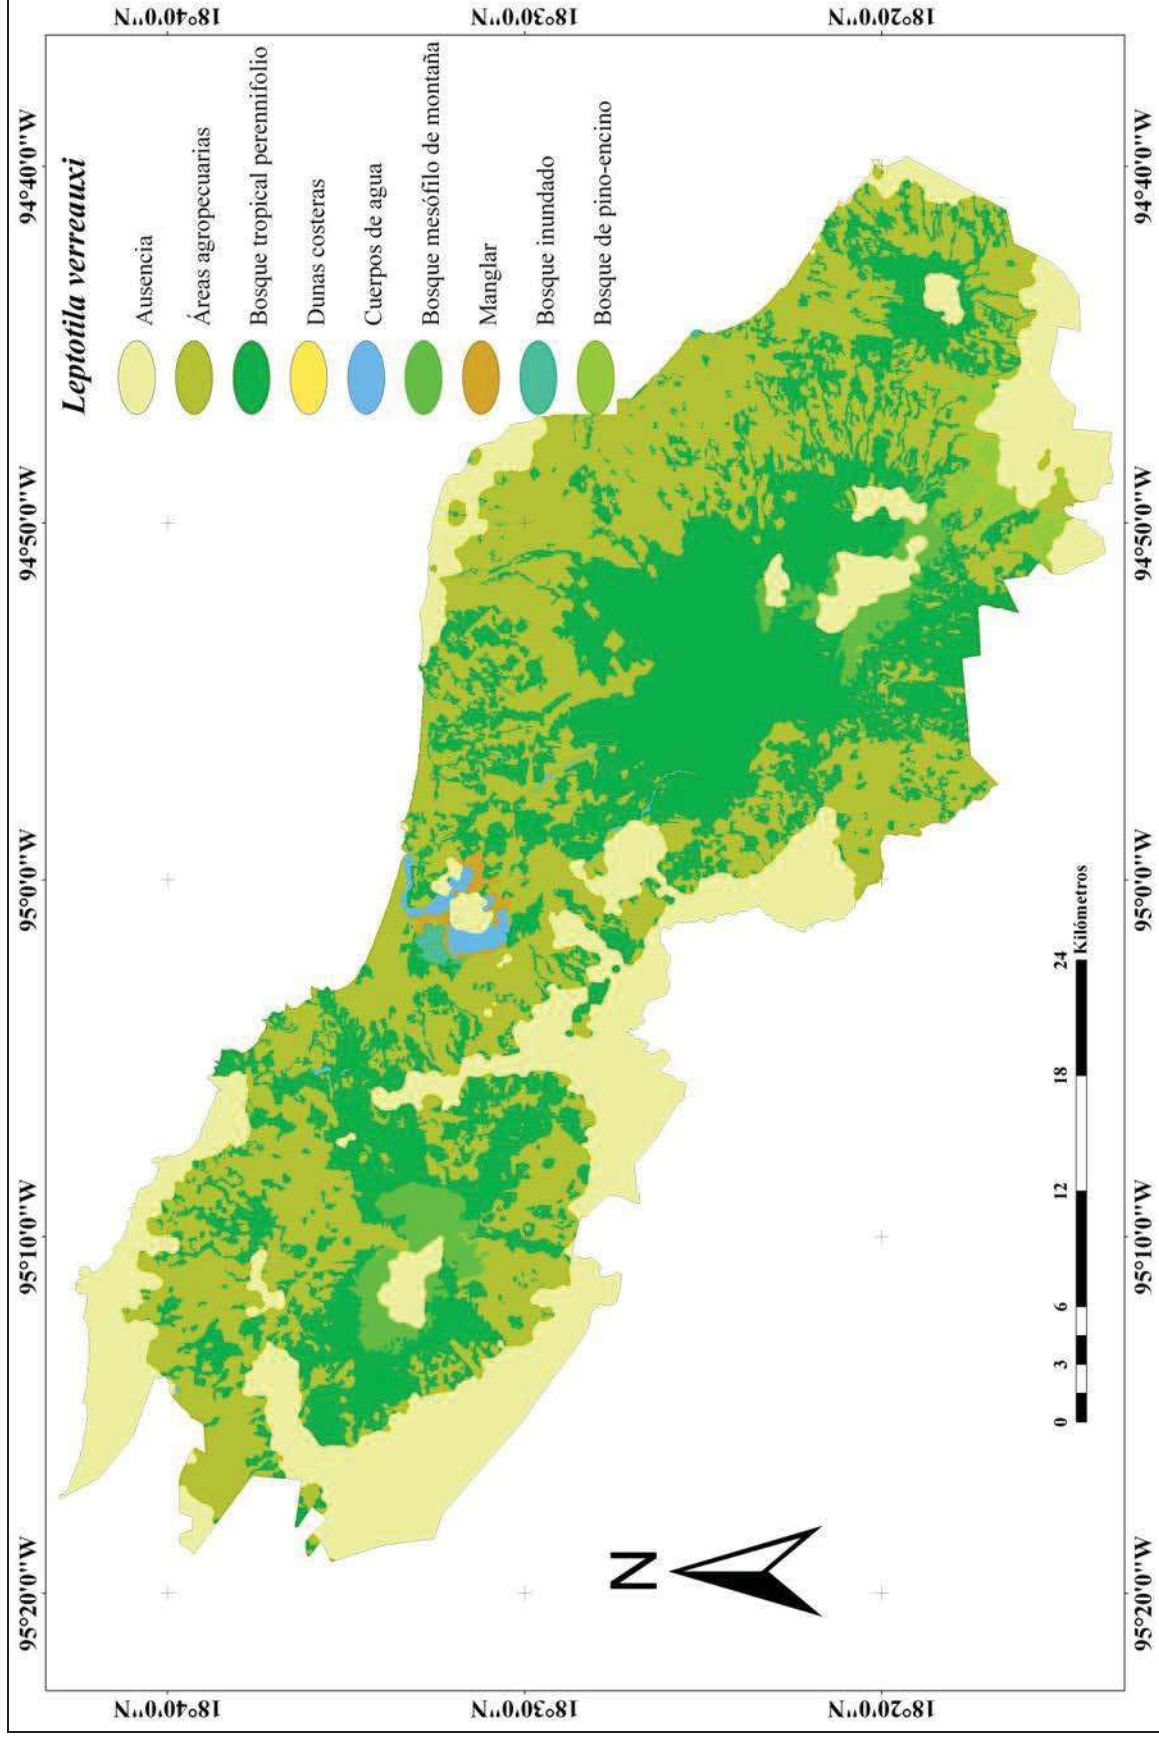 95°20'0"W 95°10'0"W 95°0'0"W 94°50'0"W 94°40'0"W
Leptotila verreauxi
Ausencia
Áreas agropecuarias
Bosque tropical perennifolio
Dunas costeras
Cuerpos de agua
Bosque mesófilo de montaña
Manglar
Bosque inundado
Bosque de pino-encino
18°40'0"N
18°30'0"N
18°20'0"N
18°40'0"N
18°30'0"N
18°20'0"N
N
0 3 6 12 18 24
Kilómetros
95°20'0"W 95°10'0"W 95°0'0"W 94°50'0"W 94°40'0"W